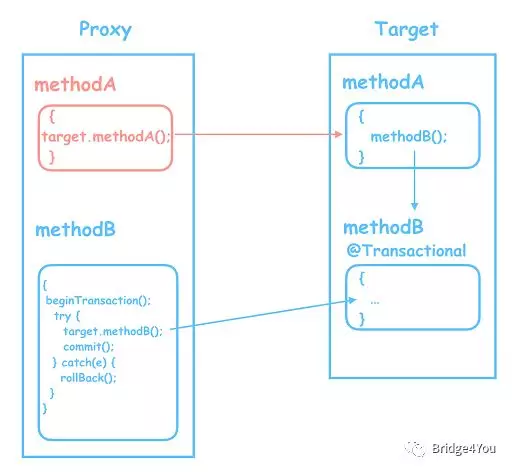 Proxy
methodA
{
target.methodA();
}
methodB
{
beginTransaction();
try {
target.methodB();
commit();
} catch(e) {
rollBack();
}
}
Target
methodA
{
methodB();
}
methodB
@Transactional
{
...
}
Bridge4You